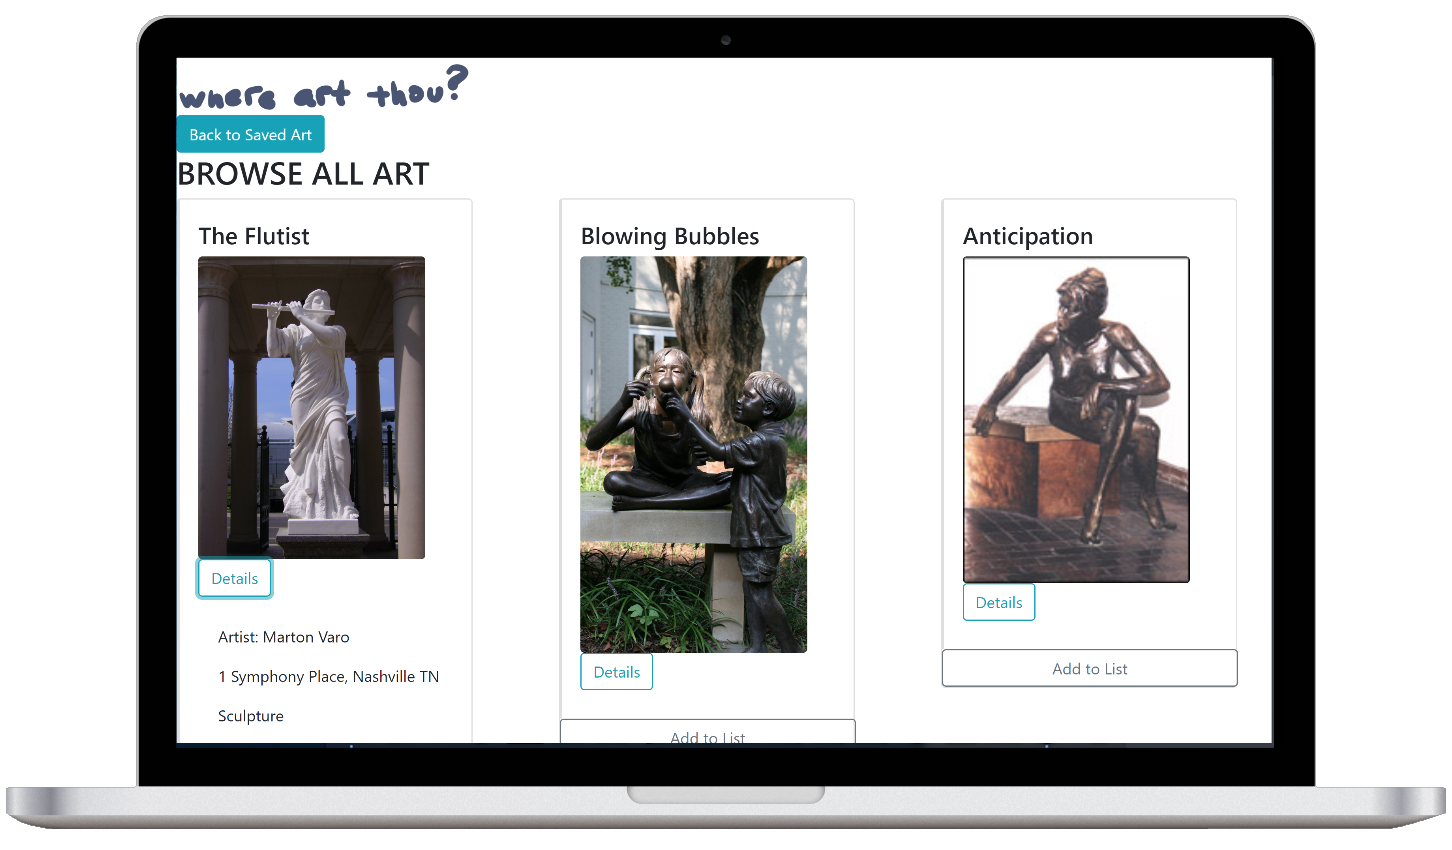 where art thou?
Back to Saved Art
BROWSE ALL ART
The Flutist
Details
Artist: Marton Varo
1 Symphony Place, Nashville TN
Sculpture
Blowing Bubbles
Details
Add to List
Anticipation
Details
Add to List